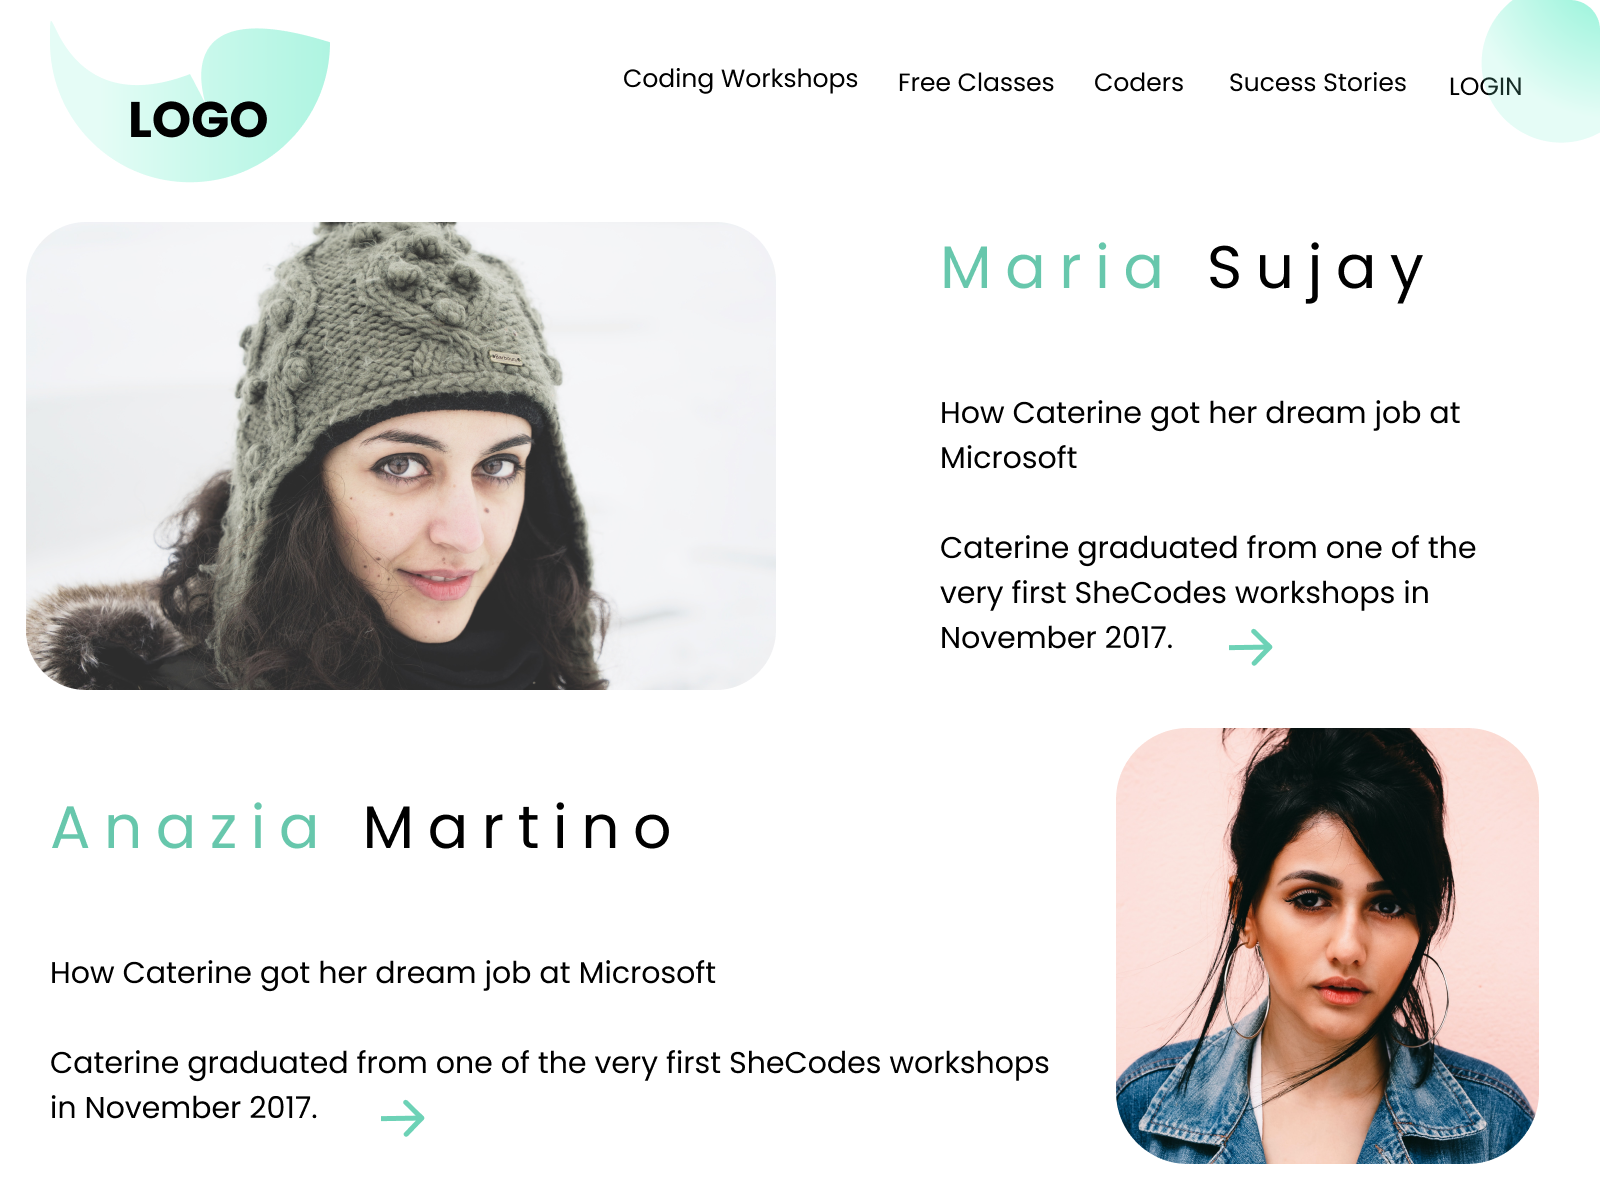 LOGO
Coding Workshops
Free Classes
Coders
Sucess Stories
LOGIN
Maria Sujay
How Caterine got her dream job at
Microsoft
Caterine graduated from one of the
very first SheCodes workshops in
November 2017.
Anazia Martino
How Caterine got her dream job at Microsoft
Caterine graduated from one of the very first SheCodes workshops
in November 2017.